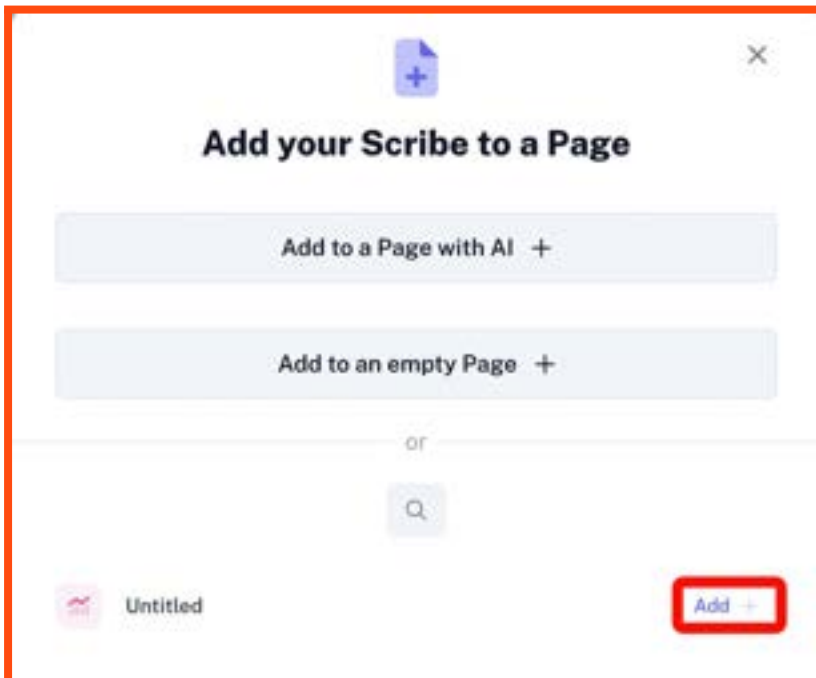 Add your Scribe to a Page
Add to a Page with AI +
Add to an empty Page +
or
Untitled
Add +